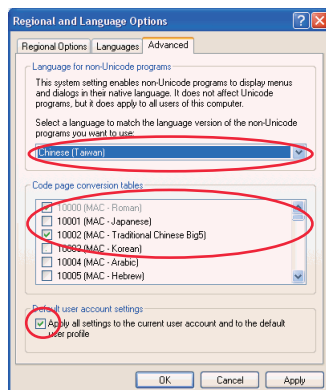 Regional and Language Options
Regional Options
Languages
Advanced
Language for non-Unicode programs
This system setting enables non-Unicode programs to display menus
and dialogs in their native language. It does not affect Unicode
programs, but it does apply to all users of this computer.
Select a language to match the language version of the non-Unicode
programs you want to use:
Chinese (Taiwan)
Code page conversion tables
10000 (MAC - Roman)
10001 (MAC - Japanese)
10002 (MAC - Traditional Chinese Big5)
10003 (MAC - Korean)
10004 (MAC - Arabic)
10005 (MAC - Hebrew)
Default user account settings
Apply all settings to the current user account and to the default
user profile
OK
Cancel
Apply